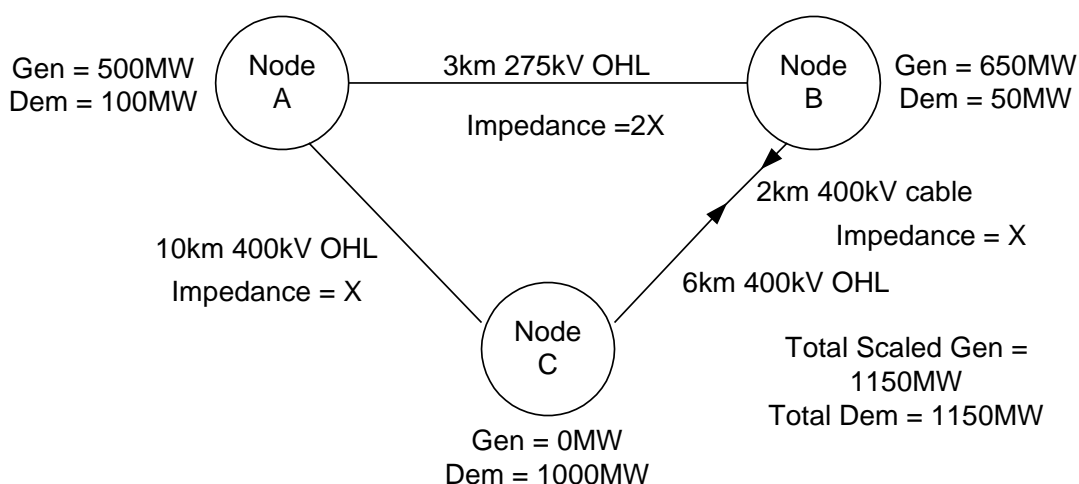 Gen = 500MW
Dem = 100MW
Node
A
3km 275kV OHL
Impedance =2X
Node
B
Gen = 650MW
Dem = 50MW
2km 400kV cable
Impedance = X
10km 400kV OHL
Impedance = X
6km 400kV OHL
Node
C
Gen = 0MW
Dem = 1000MW
Total Scaled Gen =
1150MW
Total Dem = 1150MW